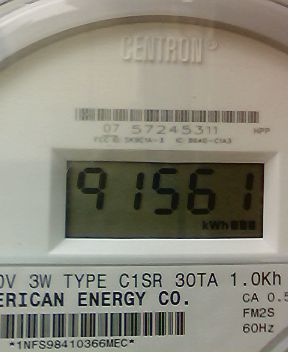 CENTRON®
07 57245311 HPP
91561
kWh
0V 3W TYPE C1SR 30TA 1.0Kh
ERICAN ENERGY CO.
CA 0.5
FM2S
60Hz
*1NFS98410366MEC*